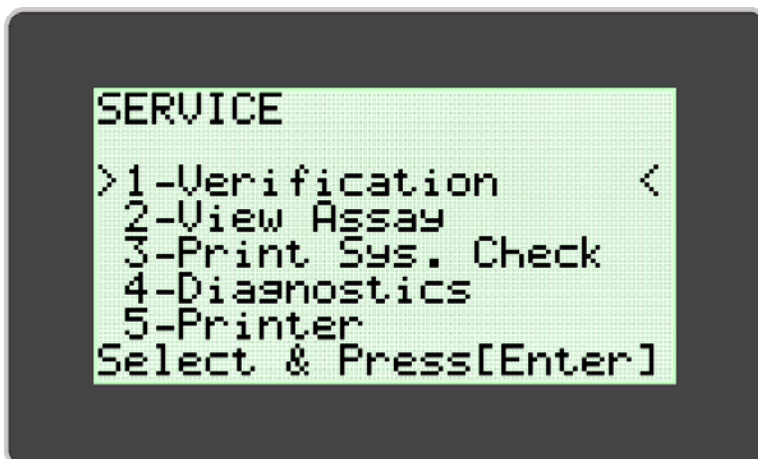 SERVICE
>1-Verification <
2-View Assay
3-Print Sys. Check
4-Diagnostics
5-Printer
Select & Press[Enter]